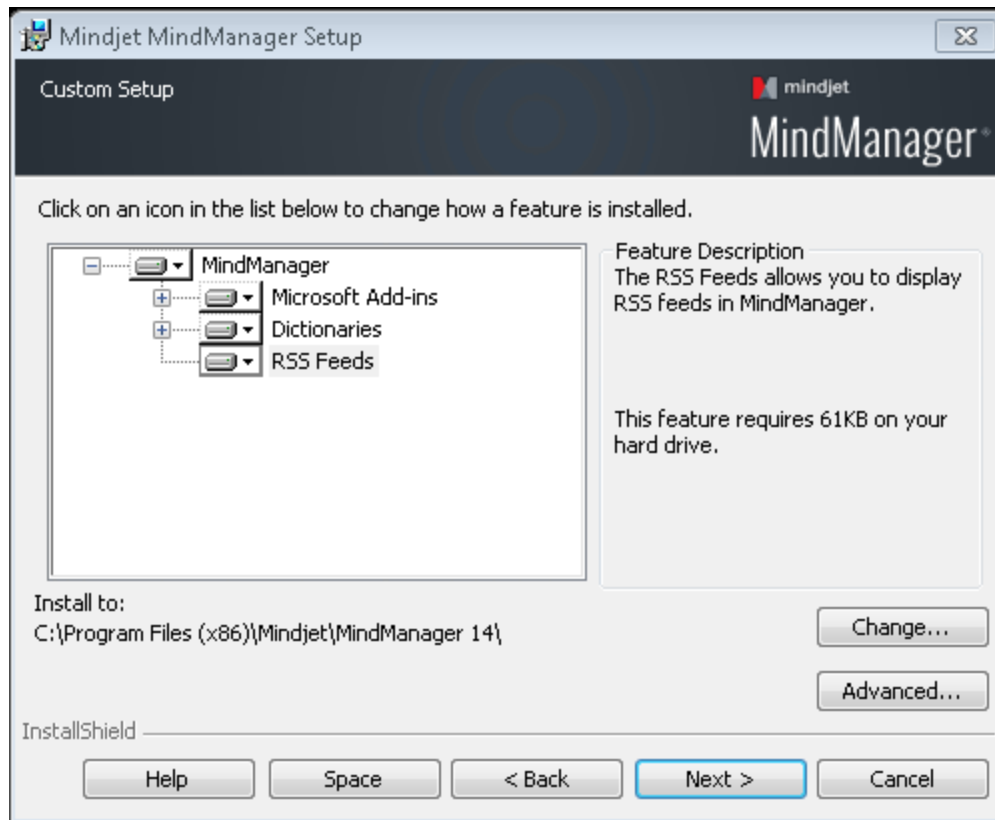 Mindjet MindManager Setup
Custom Setup
mindjet
MindManager®
Click on an icon in the list below to change how a feature is installed.
MindManager
Microsoft Add-ins
Dictionaries
RSS Feeds
Feature Description
The RSS Feeds allows you to display
RSS feeds in MindManager.
This feature requires 61KB on your
hard drive.
Install to:
C:\Program Files (x86)\Mindjet\MindManager 14\
Change...
Advanced...
InstallShield
Help
Space
< Back
Next >
Cancel